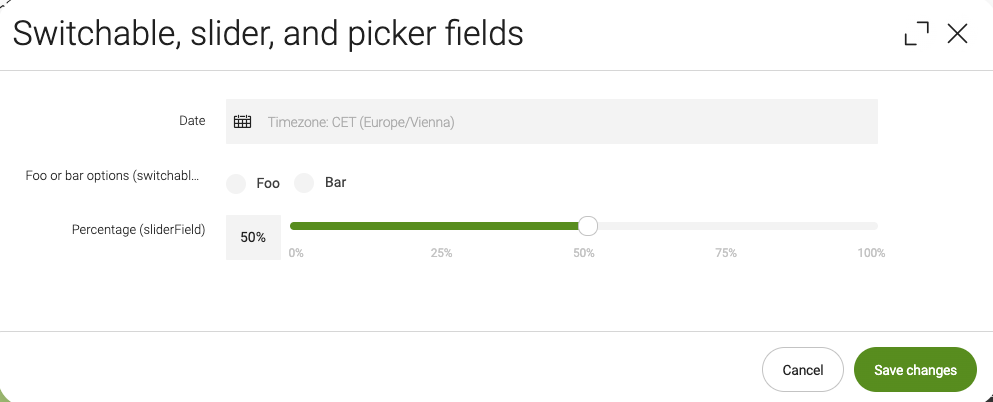 Switchable, slider, and picker fields
Date
Timezone: CET (Europe/Vienna)
Foo or bar options (switchabl...
Foo
Bar
Percentage (sliderField)
50%
0%
25%
50%
75%
100%
Cancel
Save changes